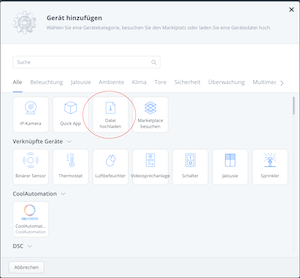 Gerät hinzufügen
Wählen Sie eine Gerätekategorie, besuchen Sie den Marktplatz oder laden Sie eine Gerätedatei hoch.
Suche
Alle Beleuchtung Jalousie Ambiente Klima Tore Sicherheit Überwachung Multimed
IP-Kamera Quick App Datei hochladen Marketplace besuchen
Verknüpfte Geräte
Binärer Sensor Thermostat Luftbefeuchter Videosprechanlage Schalter Jalousie Sprinkler
CoolAutomation
CoolAutomat...
CoolAutomation
DSC
Abbrechen